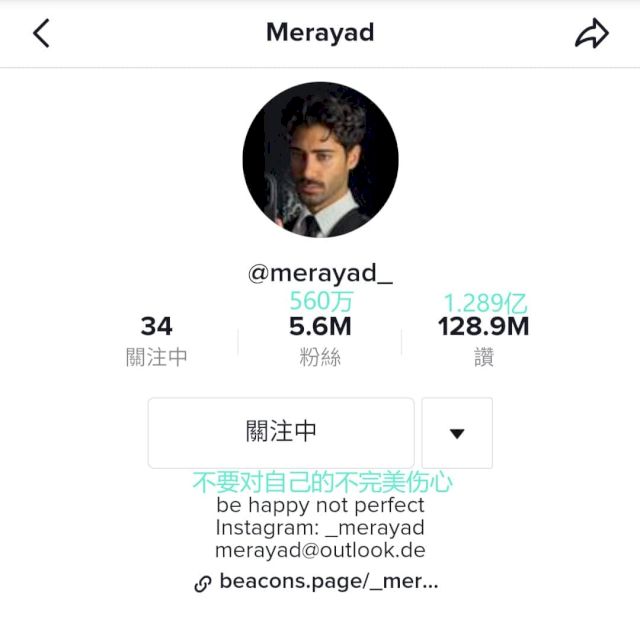 Merayad
@merayad_
560万 1.289亿
34 5.6M 128.9M
關注中 粉絲 讚
關注中
不要对自己的不完美伤心
be happy not perfect
Instagram: _merayad
merayad@outlook.de
beacons.page/_mer...